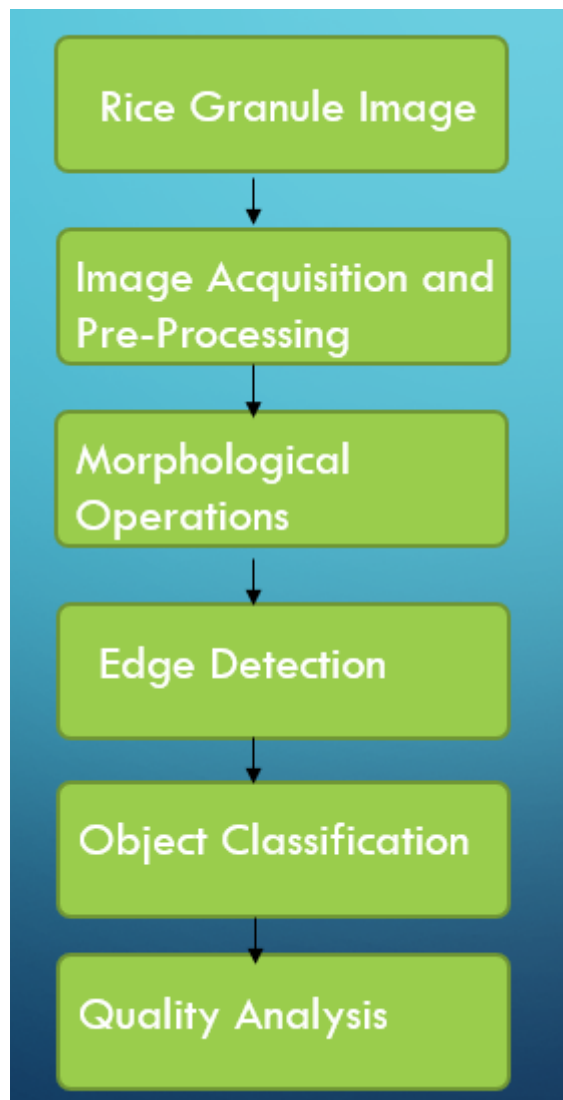 Rice Granule Image
Image Acquisition and
Pre-Processing
Morphological
Operations
Edge Detection
Object Classification
Quality Analysis